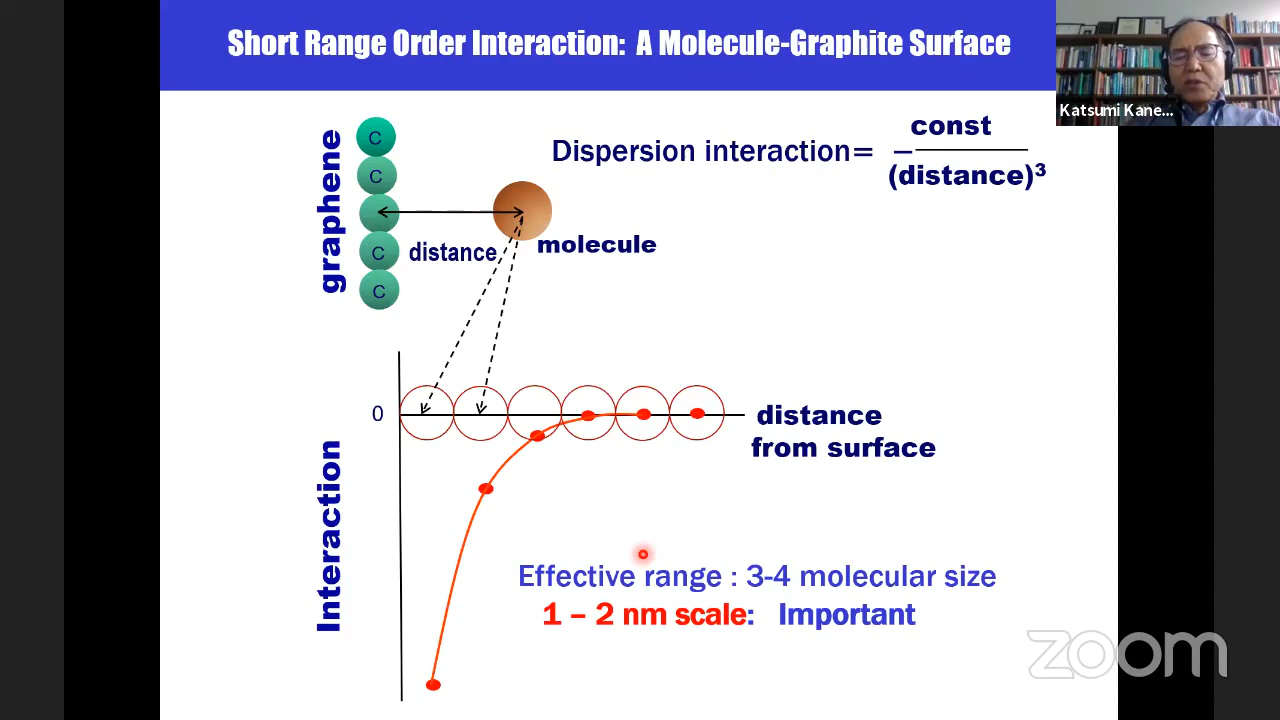 Short Range Order Interaction: A Molecule-Graphite Surface
Katsumi Kane...
graphene
C
C
C
C
distance
molecule
Dispersion interaction= − const
(distance)³
0
distance
from surface
Interaction
Effective range : 3-4 molecular size
1 – 2 nm scale: Important
zoom